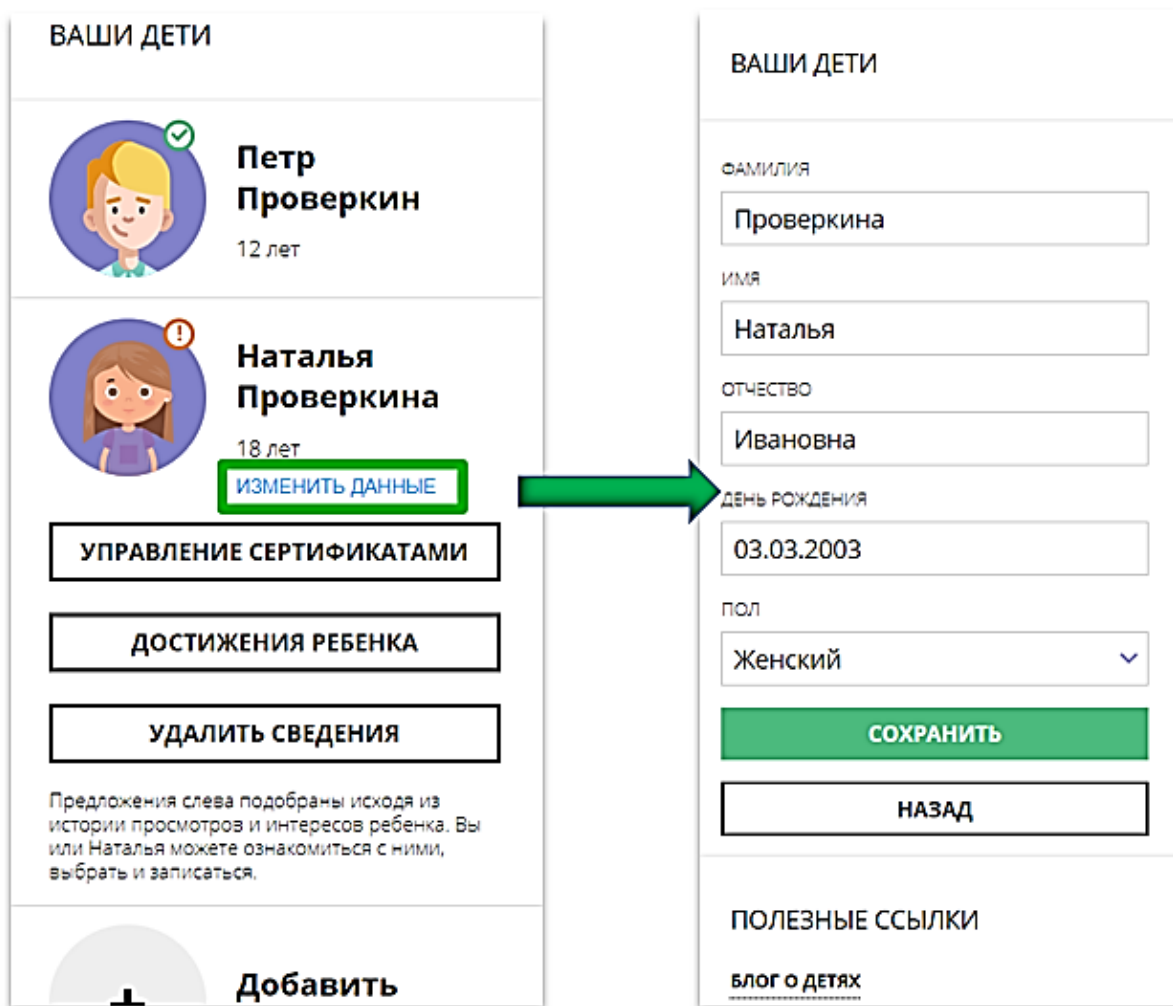 ВАШИ ДЕТИ
Петр
Проверкин
12 лет
Наталья
Проверкина
18 лет
ИЗМЕНИТЬ ДАННЫЕ
УПРАВЛЕНИЕ СЕРТИФИКАТАМИ
ДОСТИЖЕНИЯ РЕБЕНКА
УДАЛИТЬ СВЕДЕНИЯ
Предложения слева подобраны исходя из
истории просмотров и интересов ребенка. Вы
или Наталья можете ознакомиться с ними,
выбрать и записаться.
Добавить
ВАШИ ДЕТИ
ФАМИЛИЯ
Проверкина
ИМЯ
Наталья
ОТЧЕСТВО
Ивановна
ДЕНЬ РОЖДЕНИЯ
03.03.2003
ПОЛ
Женский
СОХРАНИТЬ
НАЗАД
ПОЛЕЗНЫЕ ССЫЛКИ
БЛОГ О ДЕТЯХ